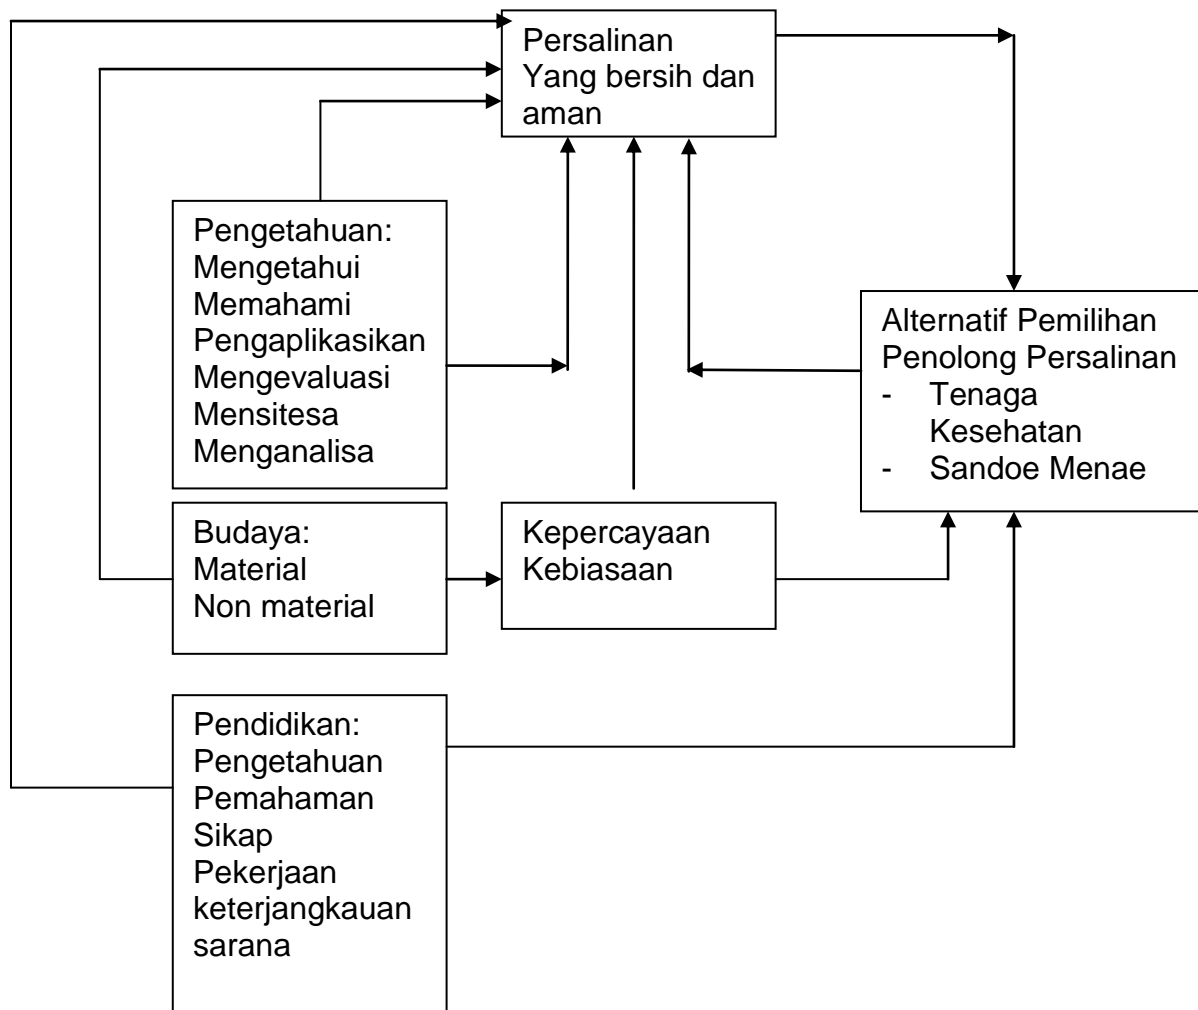 Persalinan
Yang bersih dan
aman
Pengetahuan:
Mengetahui
Memahami
Pengaplikasikan
Mengevaluasi
Mensitesa
Menganalisa
Alternatif Pemilihan
Penolong Persalinan
- Tenaga
Kesehatan
- Sandoe Menae
Budaya:
Material
Non material
Kepercayaan
Kebiasaan
Pendidikan:
Pengetahuan
Pemahaman
Sikap
Pekerjaan
keterjangkauan
sarana